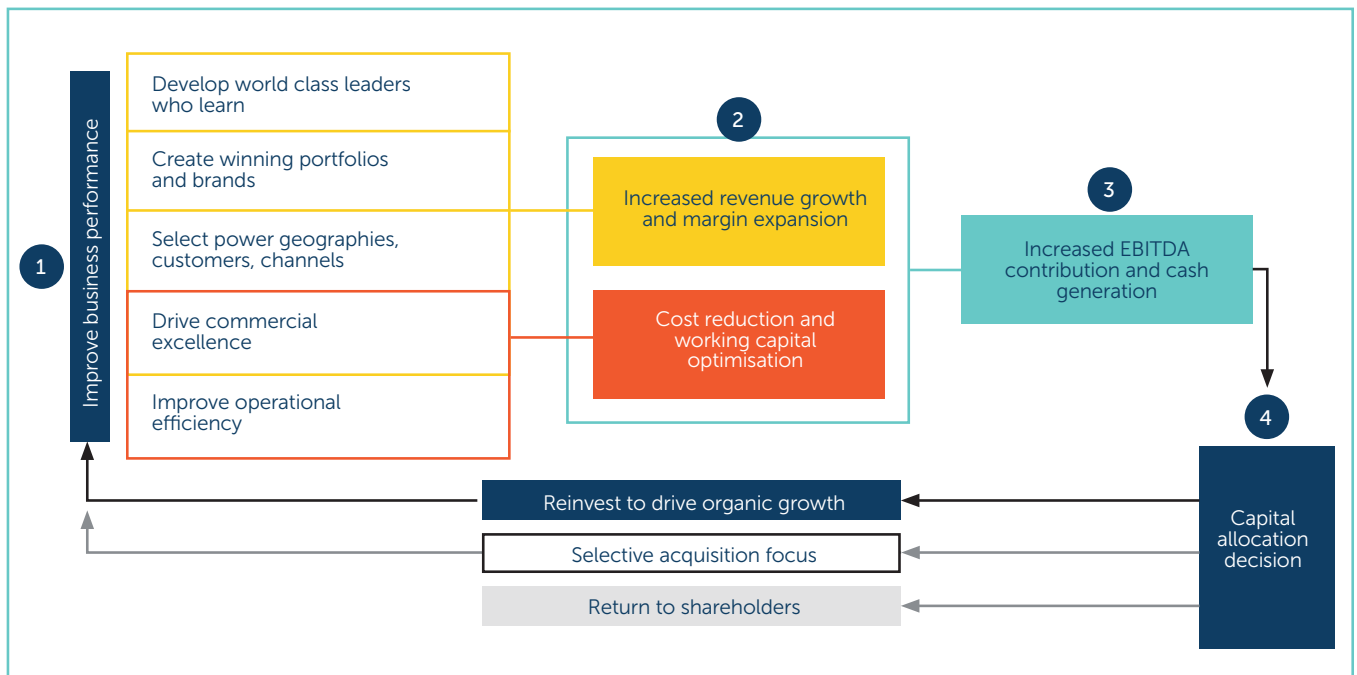 1
Improve business performance
Develop world class leaders
who learn
Create winning portfolios
and brands
Select power geographies,
customers, channels
Drive commercial
excellence
Improve operational
efficiency
2
Increased revenue growth
and margin expansion
Cost reduction and
working capital
optimisation
3
Increased EBITDA
contribution and cash
generation
4
Capital
allocation
decision
Reinvest to drive organic growth
Selective acquisition focus
Return to shareholders